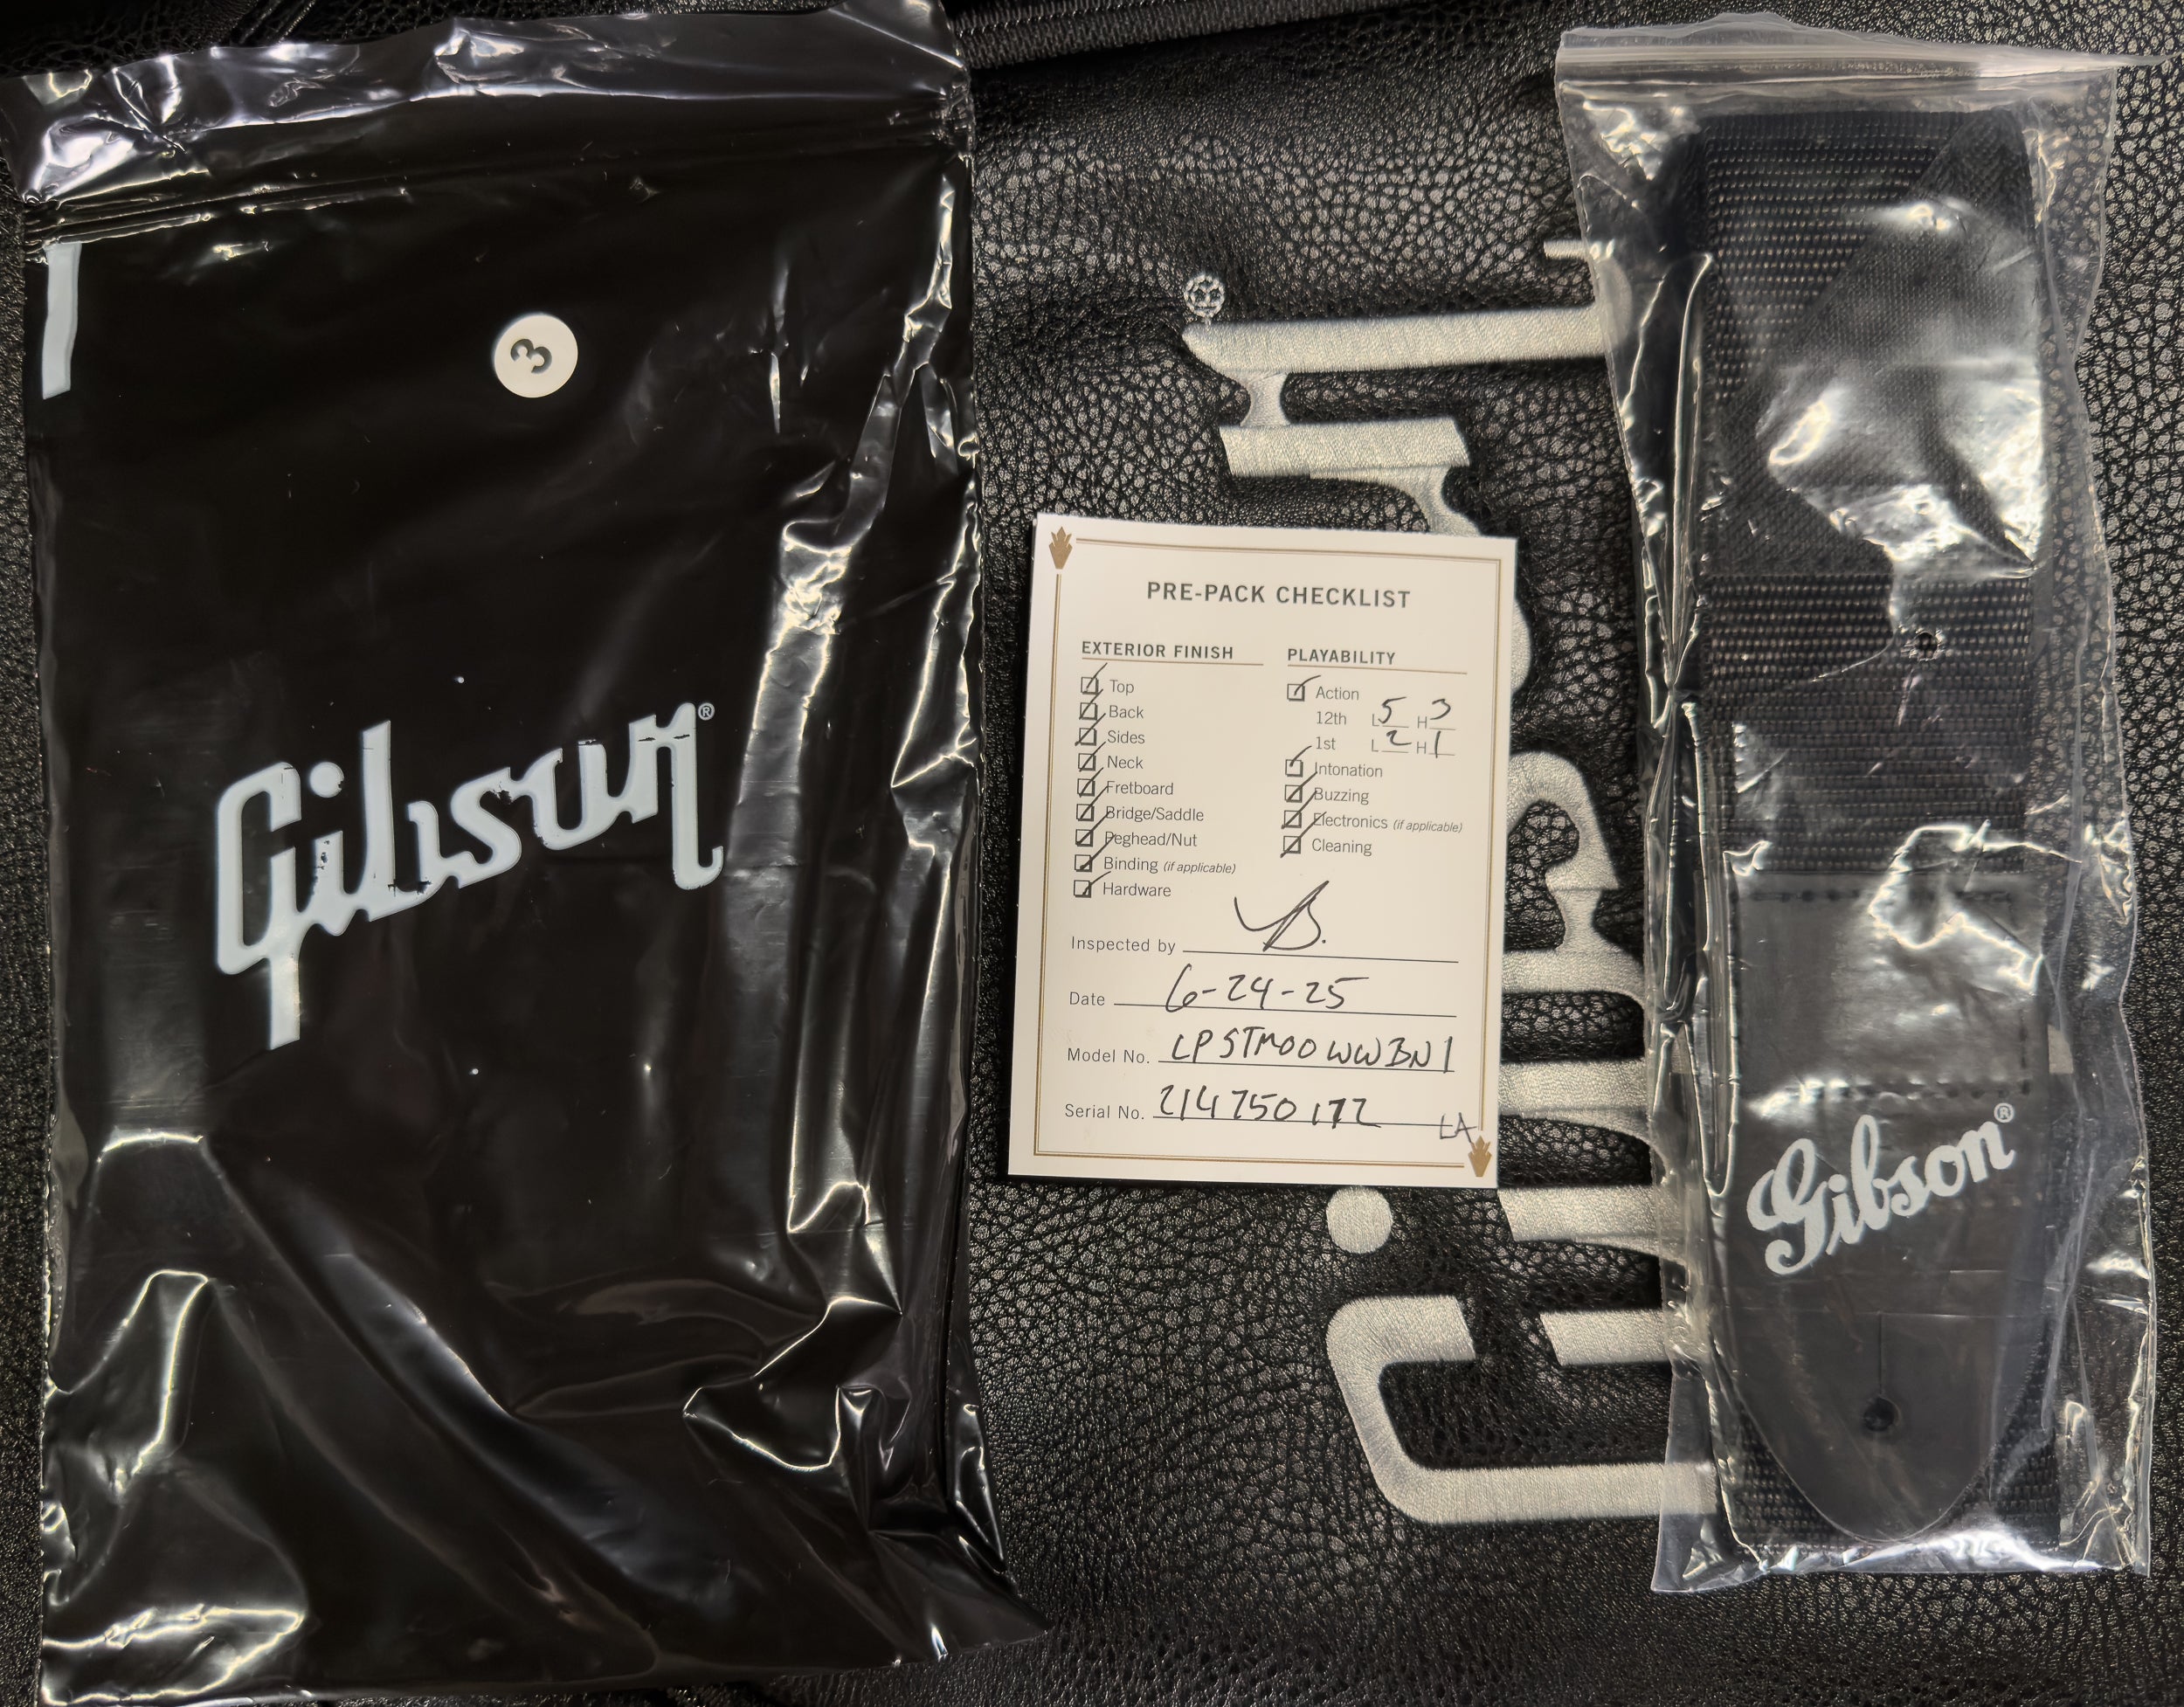 3
Gibson®
PRE-PACK CHECKLIST
EXTERIOR FINISH
Top
Back
Sides
Neck
Fretboard
Bridge/Saddle
Peghead/Nut
Binding (if applicable)
Hardware
PLAYABILITY
Action
12th L 5 H 3
1st L 2 H 1
Intonation
Buzzing
Electronics (if applicable)
Cleaning
Inspected by
Date 6-24-25
Model No. LPSTM00WWBN1
Serial No. 214750172
LA
Gibson®